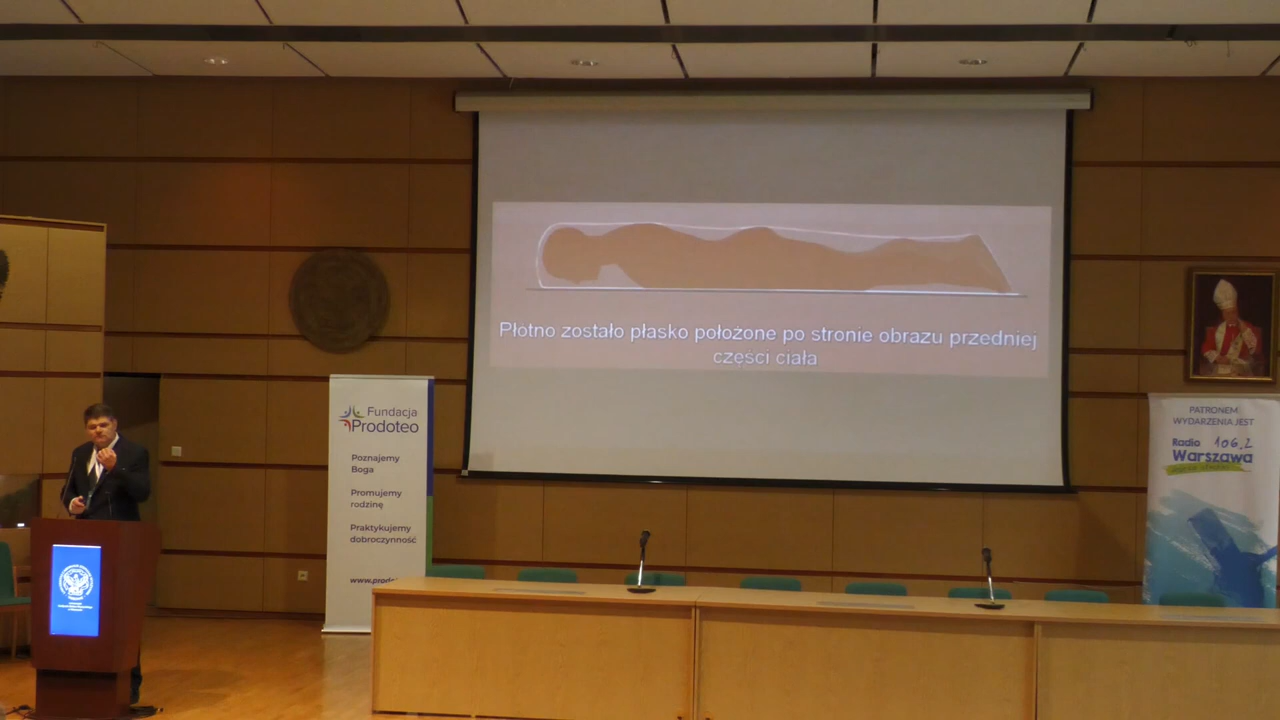 Płotno zostało płasko położone po stronie obrazu przedniej
części ciała
Fundacja
Prodoteo
Poznajemy
Boga
Promujemy
rodzinę
Praktykujemy
dobroczynność
PATRONEM
WYDARZENIA JEST
Radio 106,2
Warszawa